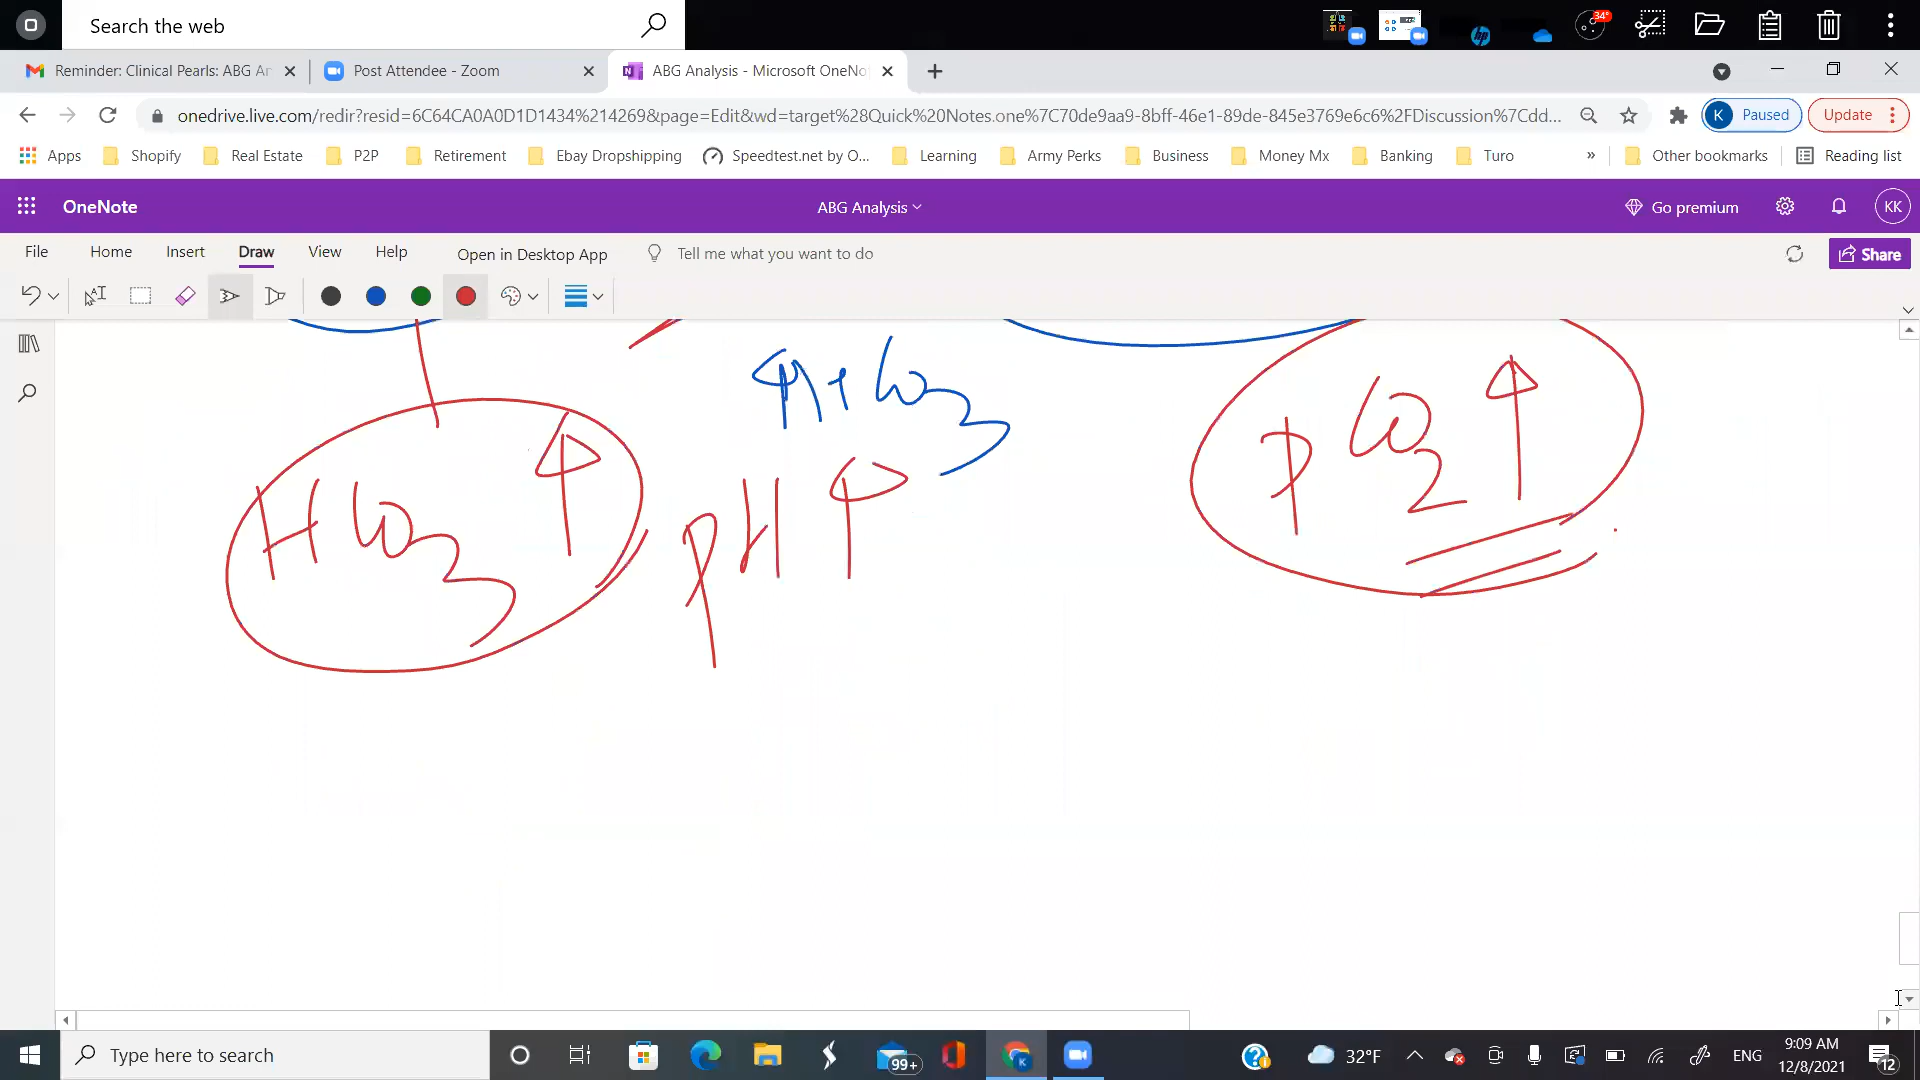 Search the web
34°
Reminder: Clinical Pearls: ABG Ar
Post Attendee - Zoom
ABG Analysis - Microsoft OneNo
onedrive.live.com/redir?resid=6C64CA0A0D1D1434%214269&page=Edit&wd=target%28Quick%20Notes.one%7C70de9aa9-8bff-46e1-89de-845e3769e6c6%2FDiscussion%7Cdd...
K Paused
Update
Apps Shopify Real Estate P2P Retirement Ebay Dropshipping Speedtest.net by O... Learning Army Perks Business Money Mx Banking Turo » Other bookmarks Reading list
OneNote
ABG Analysis
Go premium
KK
File Home Insert Draw View Help Open in Desktop App Tell me what you want to do
Share
HCO3 ↑
pH ↑
pCO2 ↑
Type here to search
99+
32°F
ENG
9:09 AM
12/8/2021
12